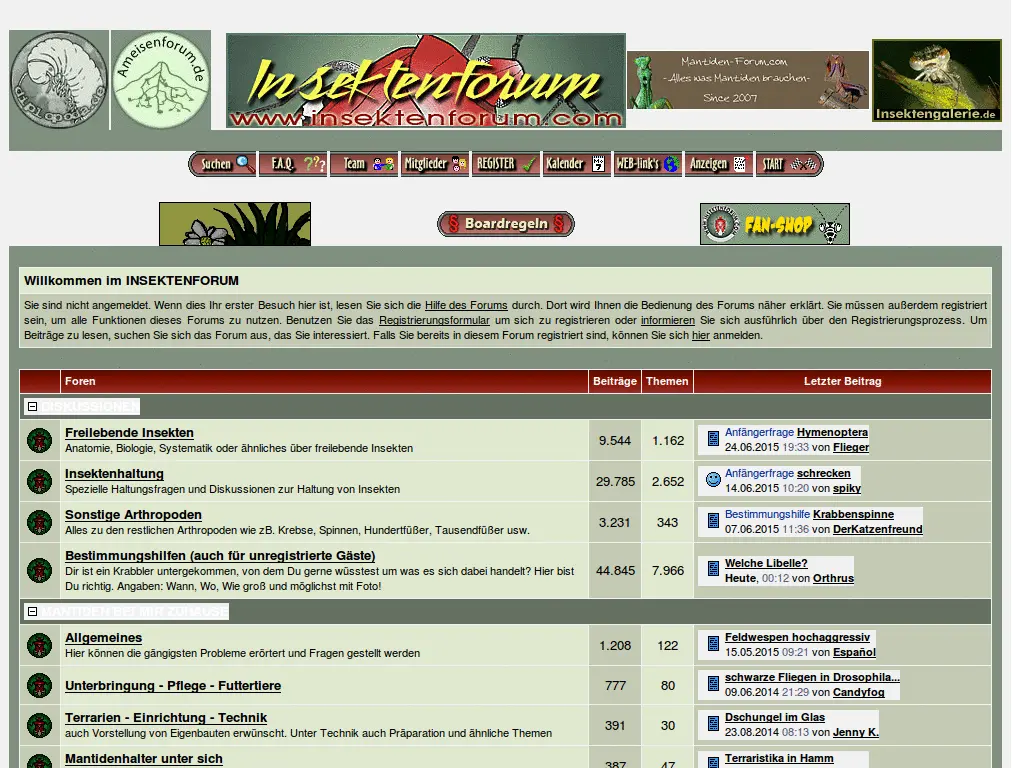 diplopoda.de
Ameisenforum.de
Insektenforum
www.insektenforum.com
Mantiden-Forum.com
-Alles was Mantiden brauchen-
Since 2007
Insektengalerie.de
Suchen
F.A.Q. ???
Team
Mitglieder
REGISTER
Kalender
WEB-link's
Anzeigen
START
§ Boardregeln §
FAN-SHOP
Willkommen im INSEKTENFORUM
Sie sind nicht angemeldet. Wenn dies Ihr erster Besuch hier ist, lesen Sie sich die Hilfe des Forums durch. Dort wird Ihnen die Bedienung des Forums näher erklärt. Sie müssen außerdem registriert
sein, um alle Funktionen dieses Forums zu nutzen. Benutzen Sie das Registrierungsformular um sich zu registrieren oder informieren Sie sich ausführlich über den Registrierungsprozess. Um
Beiträge zu lesen, suchen Sie sich das Forum aus, das Sie interessiert. Falls Sie bereits in diesem Forum registriert sind, können Sie sich hier anmelden.
Foren Beiträge Themen Letzter Beitrag
DISKUSSIONEN
Freilebende Insekten
Anatomie, Biologie, Systematik oder ähnliches über freilebende Insekten
9.544 1.162
Anfängerfrage Hymenoptera
24.06.2015 19:33 von Flieger
Insektenhaltung
Spezielle Haltungsfragen und Diskussionen zur Haltung von Insekten
29.785 2.652
Anfängerfrage schrecken
14.06.2015 10:20 von spiky
Sonstige Arthropoden
Alles zu den restlichen Arthropoden wie zB. Krebse, Spinnen, Hundertfüßer, Tausendfüßer usw.
3.231 343
Bestimmungshilfe Krabbenspinne
07.06.2015 11:36 von DerKatzenfreund
Bestimmungshilfen (auch für unregistrierte Gäste)
Dir ist ein Krabbler untergekommen, von dem Du gerne wüsstest um was es sich dabei handelt? Hier bist
Du richtig. Angaben: Wann, Wo, Wie groß und möglichst mit Foto!
44.845 7.966
Welche Libelle?
Heute, 00:12 von Orthrus
MANTIDEN BEI MIR ZUHAUSE
Allgemeines
Hier können die gängigsten Probleme erörtert und Fragen gestellt werden
1.208 122
Feldwespen hochaggressiv
15.05.2015 09:21 von Español
Unterbringung - Pflege - Futtertiere
777 80
schwarze Fliegen in Drosophila...
09.06.2014 21:29 von Candyfog
Terrarien - Einrichtung - Technik
auch Vorstellung von Eigenbauten erwünscht. Unter Technik auch Präparation und ähnliche Themen
391 30
Dschungel im Glas
23.08.2014 08:13 von Jenny K.
Mantidenhalter unter sich
387 47
Terraristika in Hamm